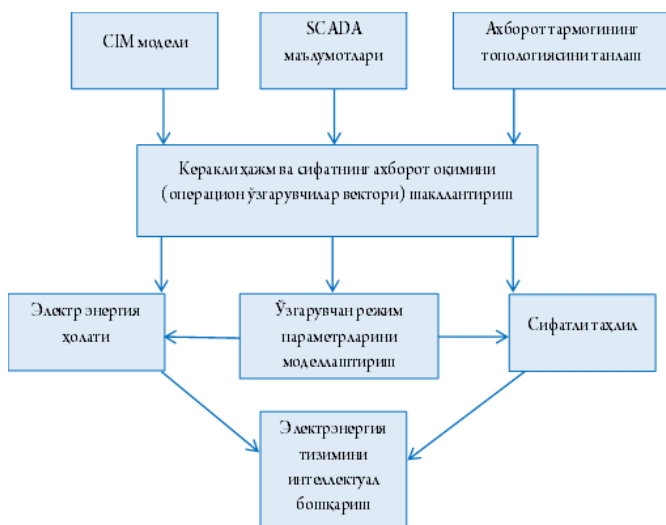 CIM модели
SCADA
маълумотлари
Ахборот тармоғининг
топологиясини танлаш
Керакли ҳажм ва сифатнинг ахборот оқимини
(операцион ўзгарувчилар вектори) шакллантириш
Электр энергия
ҳолати
Ўзгарувчан режим
параметрларини
моделлаштириш
Сифатли таҳлил
Электрэнергия
тизимини
интеллектуал
бошқариш